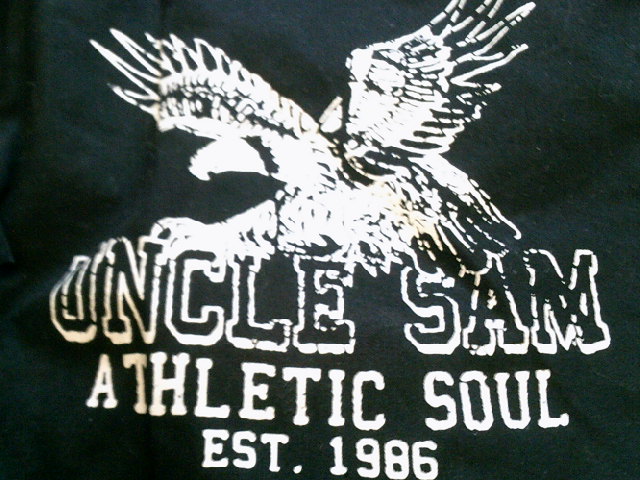 UNCLE SAM
ATHLETIC SOUL
EST. 1986